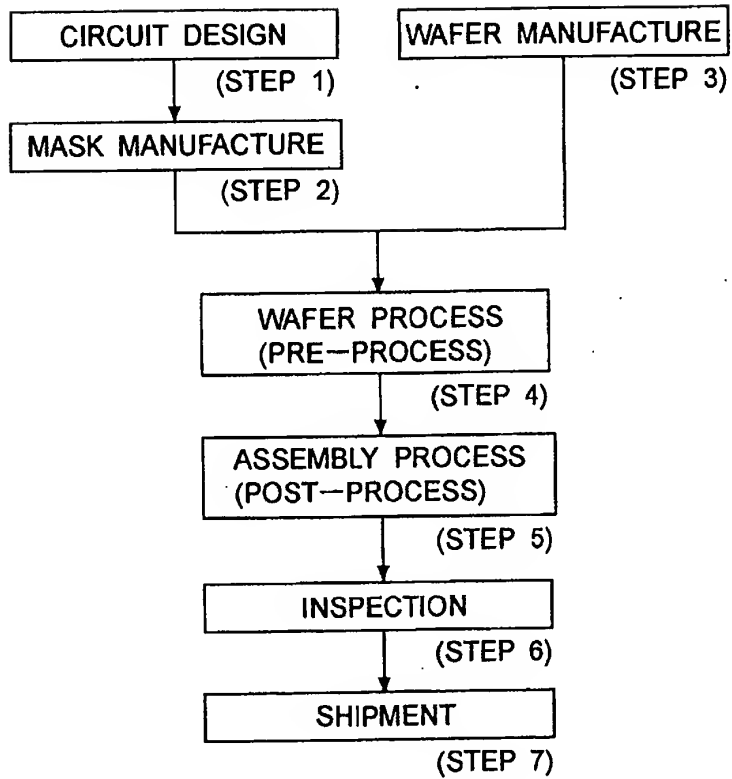 CIRCUIT DESIGN
(STEP 1)
MASK MANUFACTURE
(STEP 2)
WAFER MANUFACTURE
(STEP 3)
WAFER PROCESS
(PRE—PROCESS)
(STEP 4)
ASSEMBLY PROCESS
(POST—PROCESS)
(STEP 5)
INSPECTION
(STEP 6)
SHIPMENT
(STEP 7)